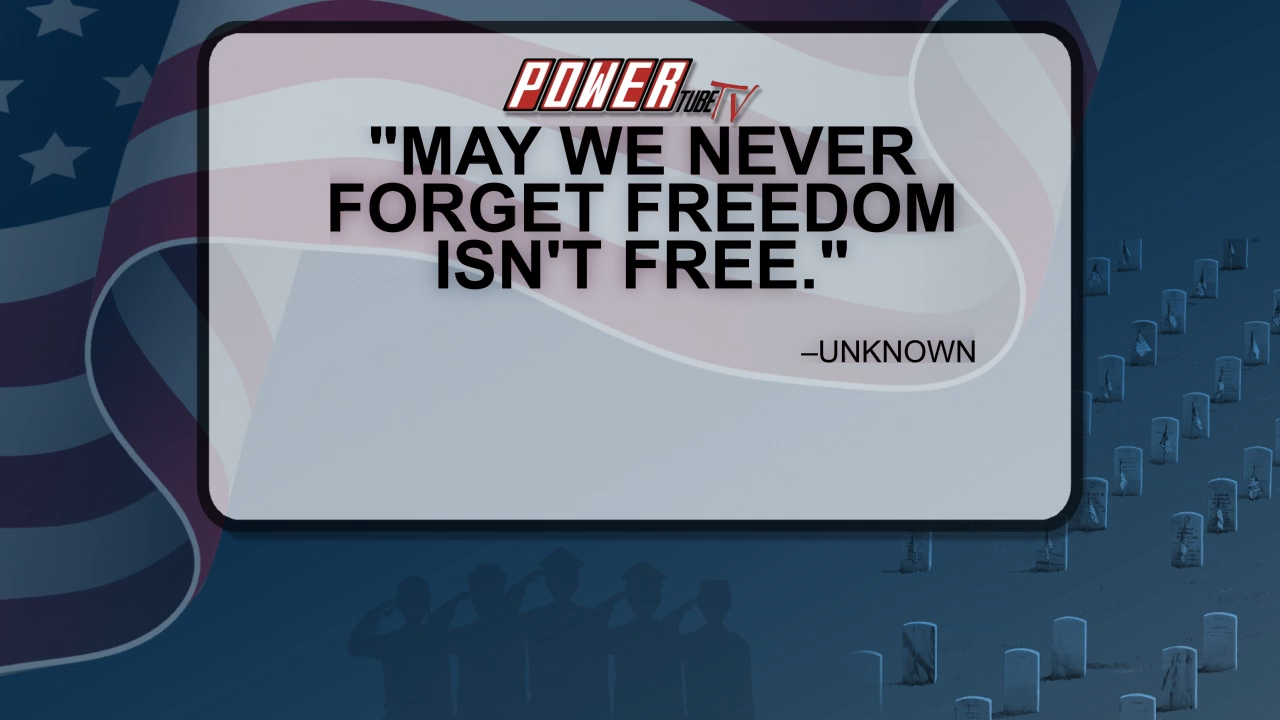 POWER TUBE TV
"MAY WE NEVER
FORGET FREEDOM
ISN'T FREE."
–UNKNOWN